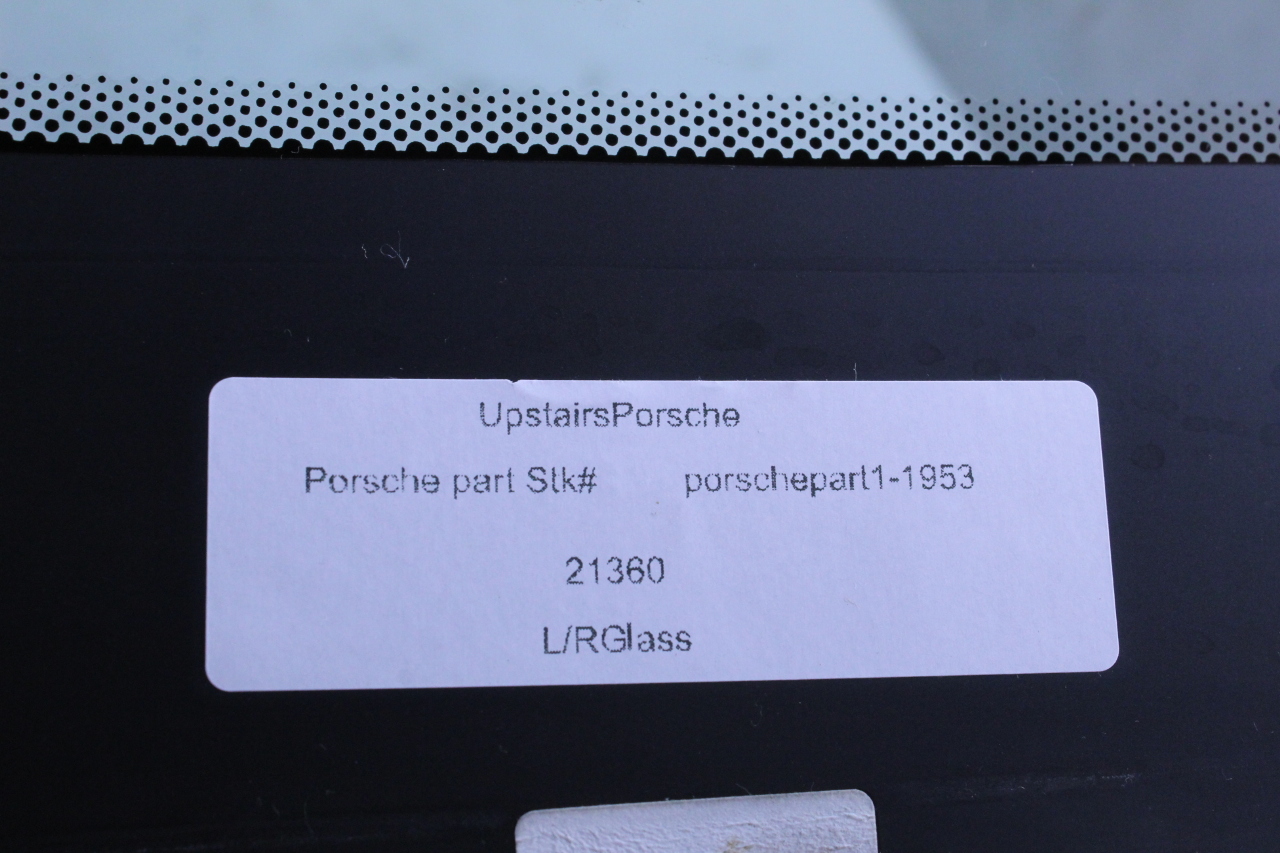 UpstairsPorsche
Porsche part Stk# porschepart1-1953
21360
L/RGlass